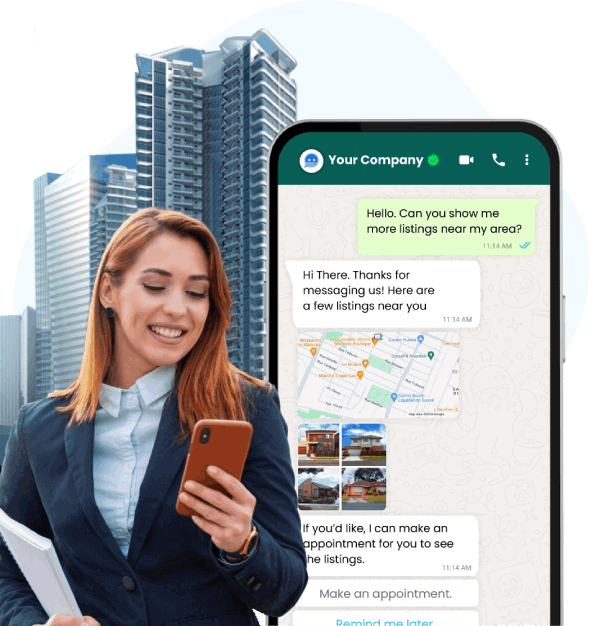 Your Company
Hello. Can you show me
more listings near my area?
11:14 AM
Hi There. Thanks for
messaging us! Here are
a few listings near you
11:14 AM
If you'd like, I can make an
appointment for you to see
the listings.
11:14 AM
Make an appointment.
Remind me later